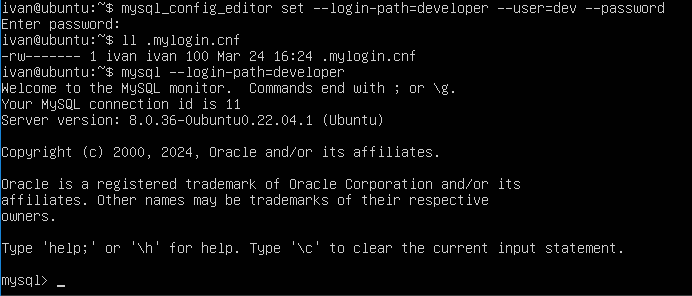 ivan@ubuntu:~$ mysql_config_editor set --login-path=developer --user=dev --password
Enter password:
ivan@ubuntu:~$ ll .mylogin.cnf
-rw------- 1 ivan ivan 100 Mar 24 16:24 .mylogin.cnf
ivan@ubuntu:~$ mysql --login-path=developer
Welcome to the MySQL monitor.  Commands end with ; or \g.
Your MySQL connection id is 11
Server version: 8.0.36-0ubuntu0.22.04.1 (Ubuntu)

Copyright (c) 2000, 2024, Oracle and/or its affiliates.

Oracle is a registered trademark of Oracle Corporation and/or its
affiliates. Other names may be trademarks of their respective
owners.

Type 'help;' or '\h' for help. Type '\c' to clear the current input statement.

mysql> _